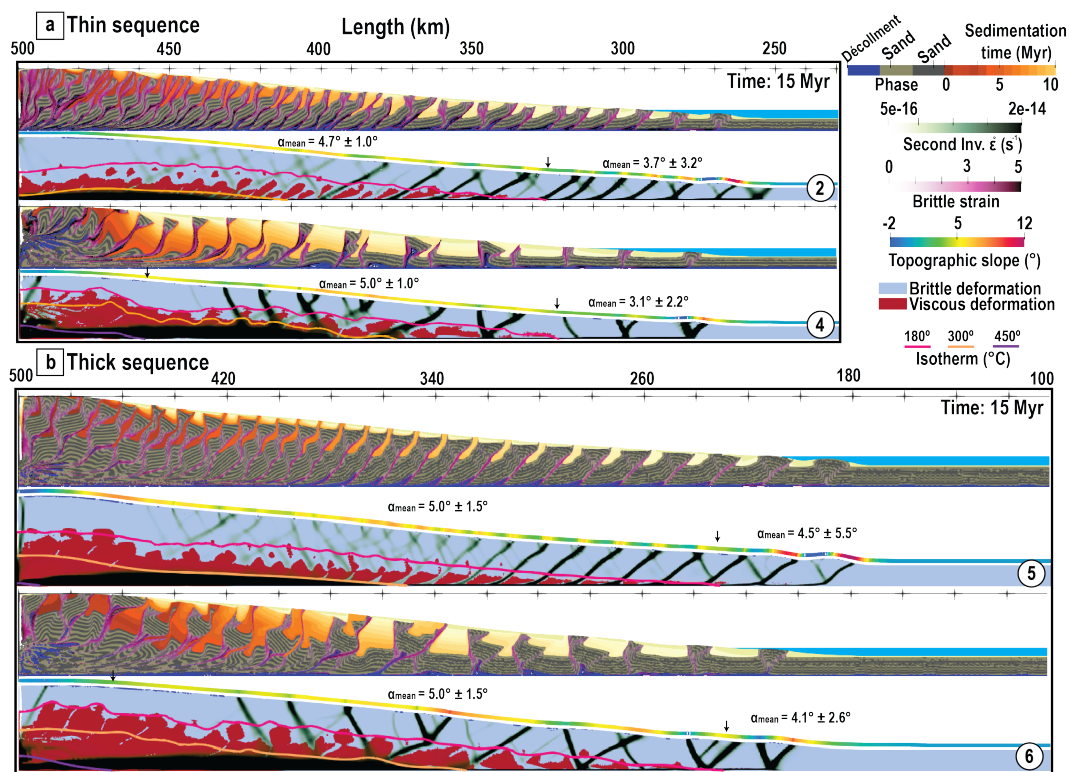 a Thin sequence
Length (km)
500 450 400 350 300 250
Time: 15 Myr
αmean = 4.7° ± 1.0°
αmean = 3.7° ± 3.2°
2
αmean = 5.0° ± 1.0°
αmean = 3.1° ± 2.2°
4
Décollment Sand Sand Sedimentation
time (Myr)
Phase 0 5 10
5e-16 2e-14
Second Inv. ε̇ (s⁻¹)
0 3 5
Brittle strain
-2 5 12
Topographic slope (°)
Brittle deformation
Viscous deformation
180º 300º 450º
Isotherm (°C)
b Thick sequence
500 420 340 260 180 100
Time: 15 Myr
αmean = 5.0° ± 1.5°
αmean = 4.5° ± 5.5°
5
αmean = 5.0° ± 1.5°
αmean = 4.1° ± 2.6°
6